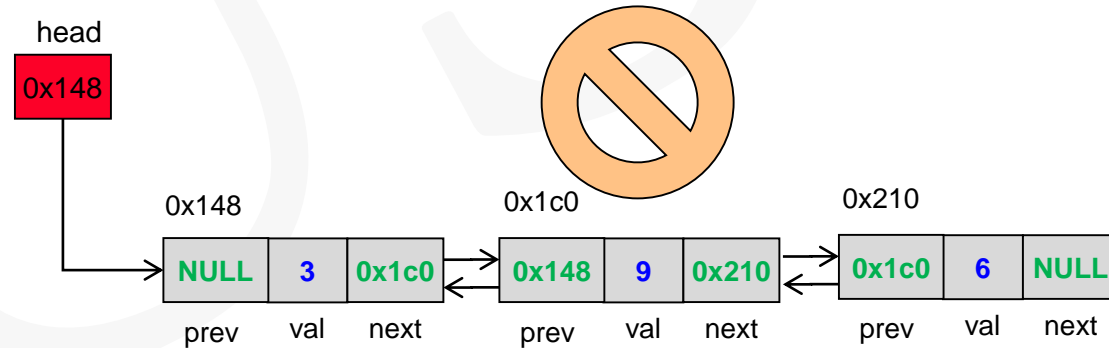 head
0x148
0x148 0x1c0 0x210
NULL 3 0x1c0 0x148 9 0x210 0x1c0 6 NULL
prev val next prev val next prev val next